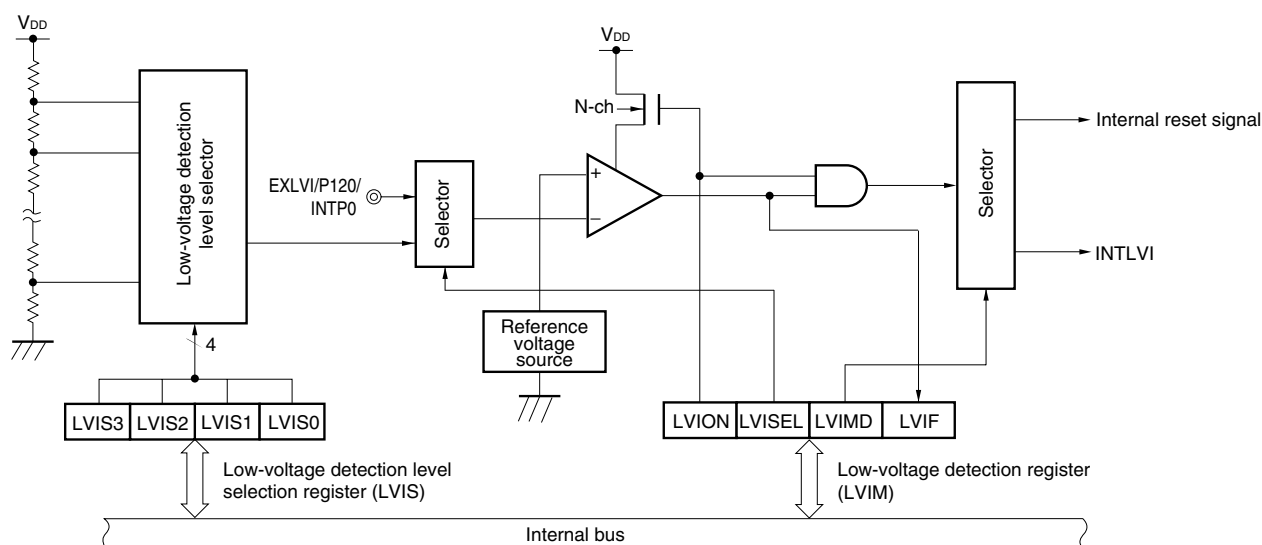 VDD
Low-voltage detection
level selector
4
LVIS3 LVIS2 LVIS1 LVIS0
Low-voltage detection level
selection register (LVIS)
EXLVI/P120/
INTP0
Selector
VDD
N-ch
+
−
Reference
voltage
source
Selector
Internal reset signal
INTLVI
LVION LVISEL LVIMD LVIF
Low-voltage detection register
(LVIM)
Internal bus